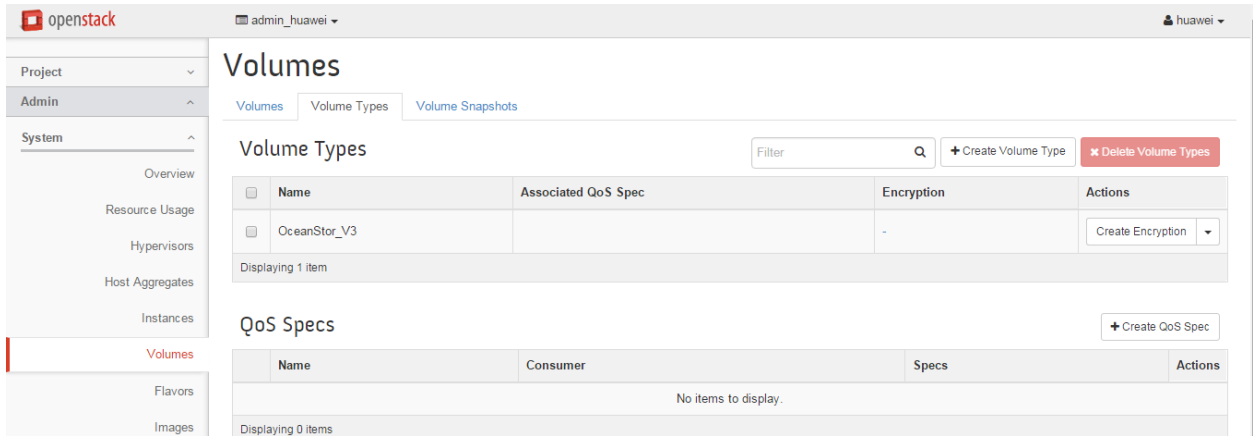 openstack
admin_huawei
huawei
Project
Admin
System
Overview
Resource Usage
Hypervisors
Host Aggregates
Instances
Volumes
Flavors
Images
Volumes
Volumes Volume Types Volume Snapshots
Volume Types
Filter
Create Volume Type
Delete Volume Types
Name Associated QoS Spec Encryption Actions
OceanStor_V3 - Create Encryption
Displaying 1 item
QoS Specs
Create QoS Spec
Name Consumer Specs Actions
No items to display.
Displaying 0 items